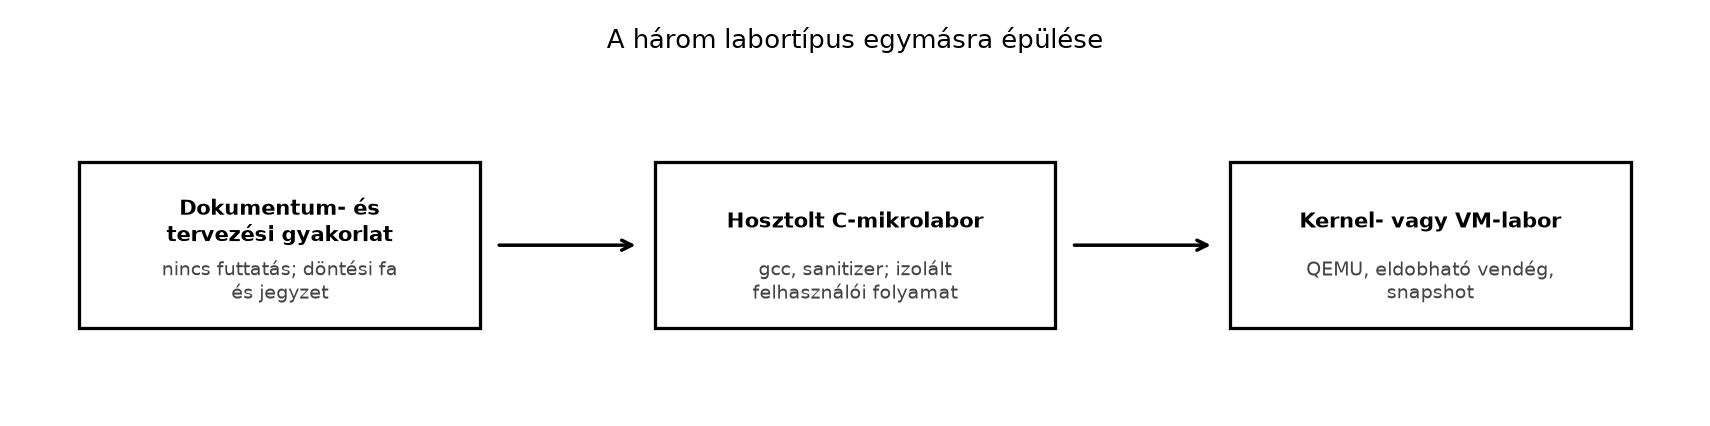 A három labortípus egymásra épülése
Dokumentum- és
tervezési gyakorlat
nincs futtatás; döntési fa
és jegyzet
Hosztolt C-mikrolabor
gcc, sanitizer; izolált
felhasználói folyamat
Kernel- vagy VM-labor
QEMU, eldobható vendég,
snapshot